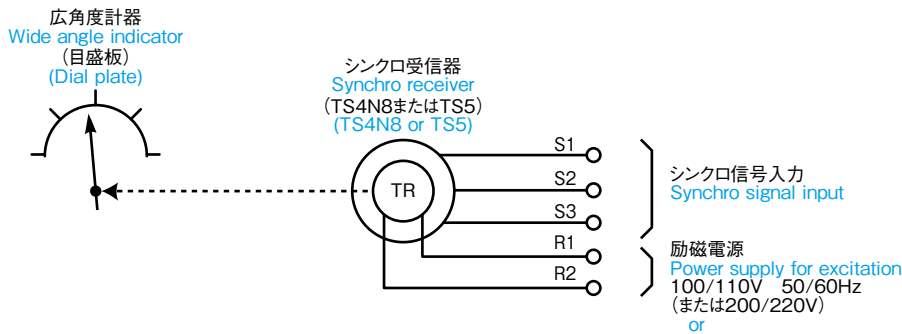 広角度計器
Wide angle indicator
（目盛板）
(Dial plate)
シンクロ受信器
Synchro receiver
（TS4N8またはTS5）
(TS4N8 or TS5)
TR
S1
S2
S3
R1
R2
シンクロ信号入力
Synchro signal input
励磁電源
Power supply for excitation
100/110V 50/60Hz
（または200/220V）
or